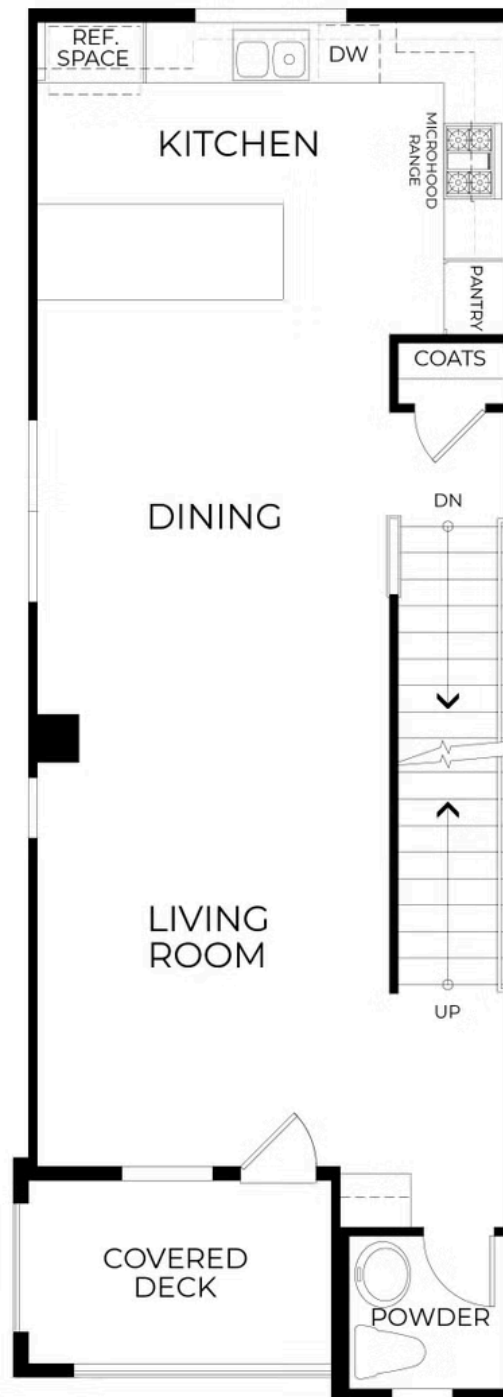 REF.
SPACE
DW
KITCHEN
MICROHOOD
RANGE
PANTRY
COATS
DN
DINING
LIVING
ROOM
UP
COVERED
DECK
POWDER